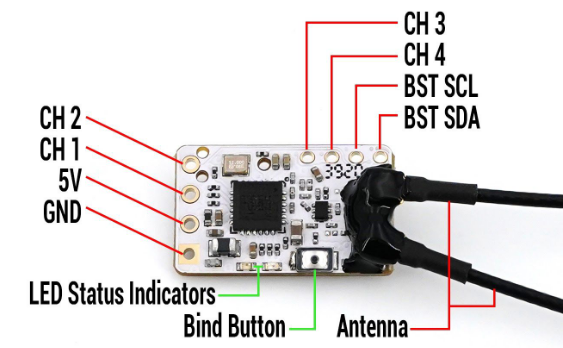 CH 3
CH 4
BST SCL
BST SDA
CH 2
CH 1
5V
GND
3920
LED Status Indicators
Bind Button
Antenna